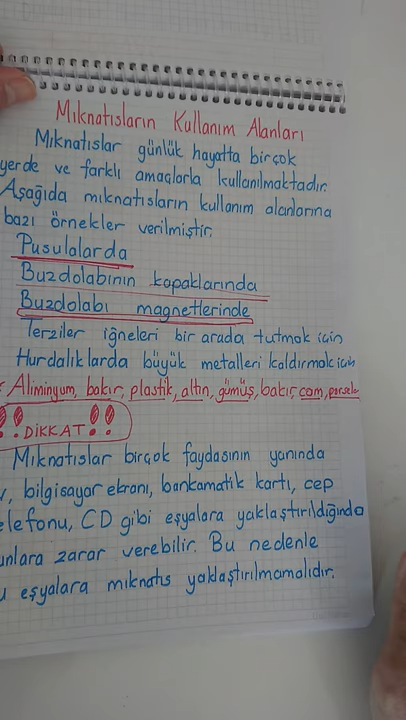 Mıknatısların Kullanım Alanları
Mıknatıslar günlük hayatta birçok
yerde ve farklı amaçlarla kullanılmaktadır.
Aşağıda mıknatısların kullanım alanlarına
bazı örnekler verilmiştir.
Pusulalarda
Buzdolabının kapaklarında
Buzdolabı magnetlerinde
Terziler iğneleri bir arada tutmak için
Hurdalıklarda büyük metalleri kaldırmak için
Aliminyum, bakır, plastik, altın, gümüş, bakır, cam, porselen
!! DİKKAT !!
Mıknatıslar birçok faydasının yanında
, bilgisayar ekranı, bankamatik kartı, cep
elefonu, CD gibi eşyalara yaklaştırıldığında
unlara zarar verebilir. Bu nedenle
u eşyalara mıknatıs yaklaştırılmamalıdır.